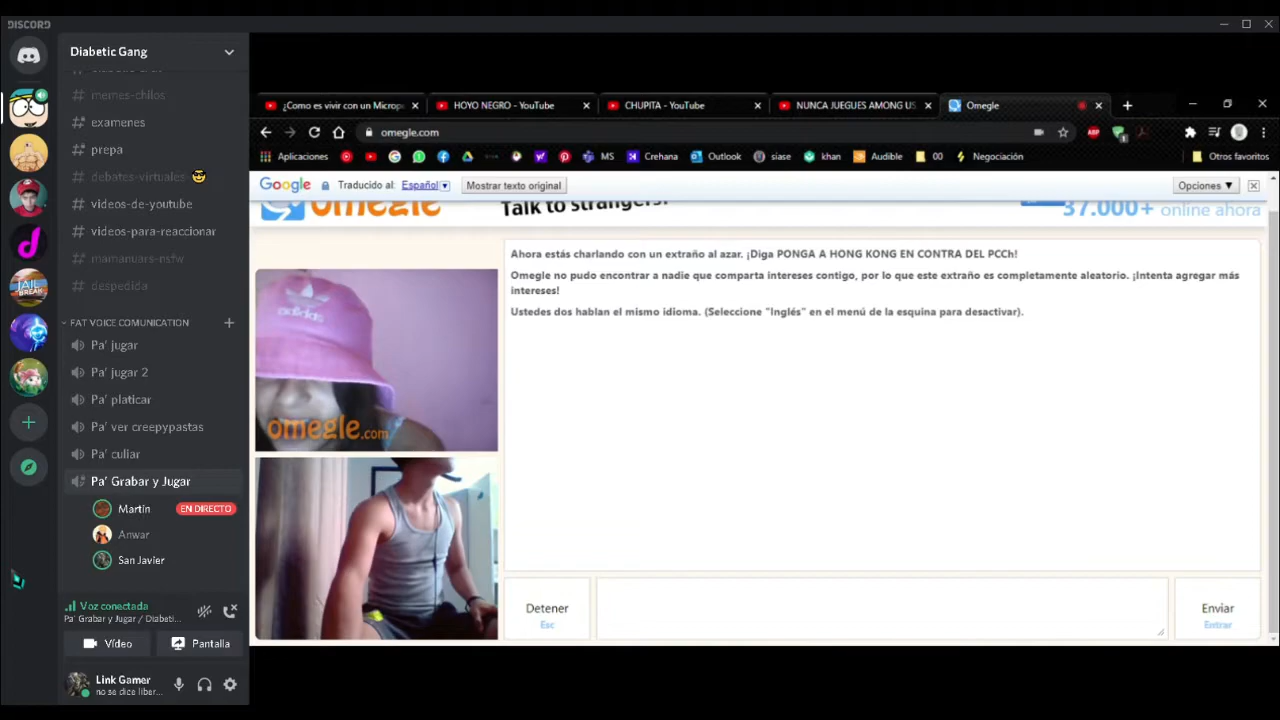 DISCORD
Diabetic Gang
memes-chilos
examenes
prepa
debates-virtuales
videos-de-youtube
videos-para-reaccionar
mamanuars-nsfw
despedida
FAT VOICE COMUNICATION
Pa' jugar
Pa' jugar 2
Pa' platicar
Pa' ver creepypastas
Pa' culiar
Pa' Grabar y Jugar
Martin EN DIRECTO
Anwar
San Javier
Voz conectada
Pa' Grabar y Jugar / Diabeti...
Vídeo Pantalla
Link Gamer
no se dice liber...
¿Como es vivir con un Microp HOYO NEGRO - YouTube CHUPITA - YouTube NUNCA JUEGUES AMONG US Omegle
omegle.com ABP 1
Aplicaciones MS Crehana Outlook siase khan Audible 00 Negociación Otros favoritos
Google Traducido al: Español Mostrar texto original Opciones ▼
omegle Talk to strangers! 37.000+ online ahora
Ahora estás charlando con un extraño al azar. ¡Diga PONGA A HONG KONG EN CONTRA DEL PCCh!
Omegle no pudo encontrar a nadie que comparta intereses contigo, por lo que este extraño es completamente aleatorio. ¡Intenta agregar más
intereses!
Ustedes dos hablan el mismo idioma. (Seleccione "Inglés" en el menú de la esquina para desactivar).
adidas
omegle.com
Detener
Esc
Enviar
Entrar